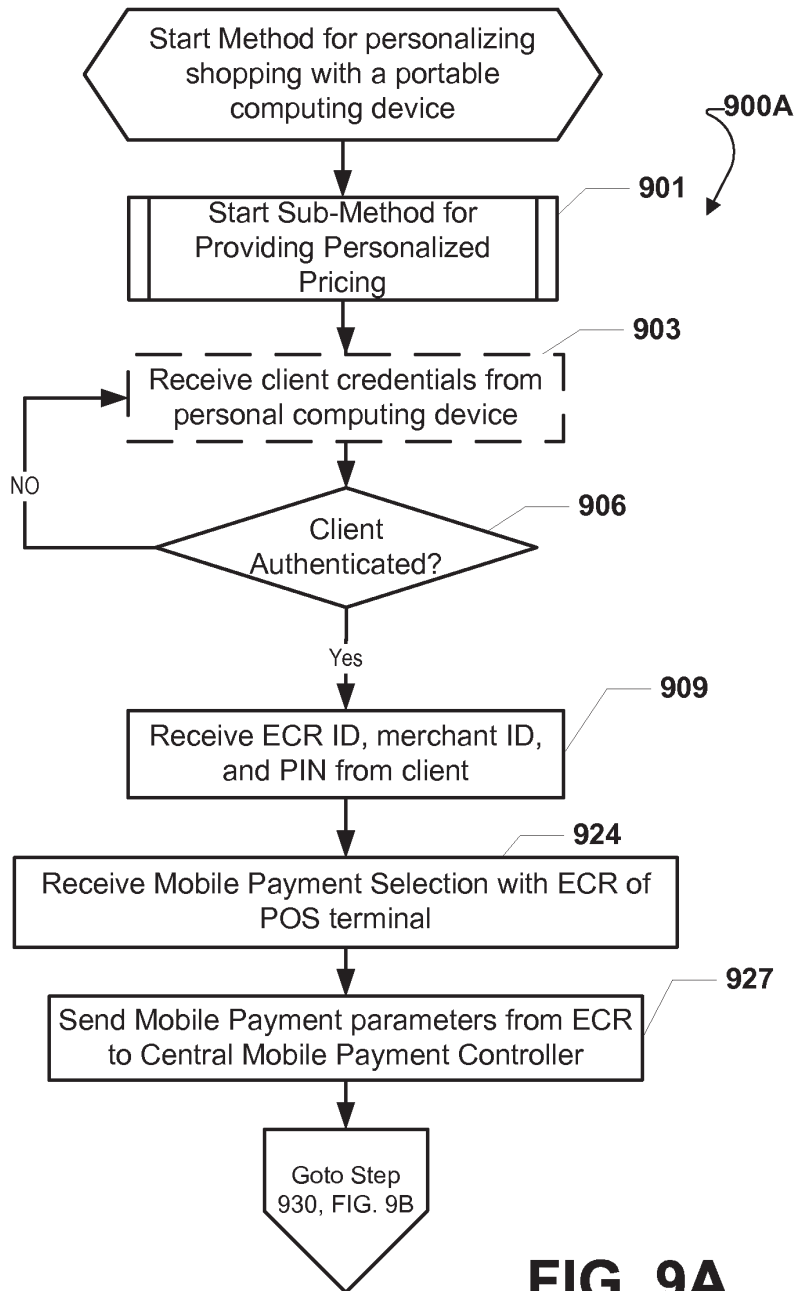 Start Method for personalizing
shopping with a portable
computing device
900A
901
Start Sub-Method for
Providing Personalized
Pricing
903
Receive client credentials from
personal computing device
NO
906
Client
Authenticated?
Yes
909
Receive ECR ID, merchant ID,
and PIN from client
924
Receive Mobile Payment Selection with ECR of
POS terminal
927
Send Mobile Payment parameters from ECR
to Central Mobile Payment Controller
Goto Step
930, FIG. 9B
FIG. 9A